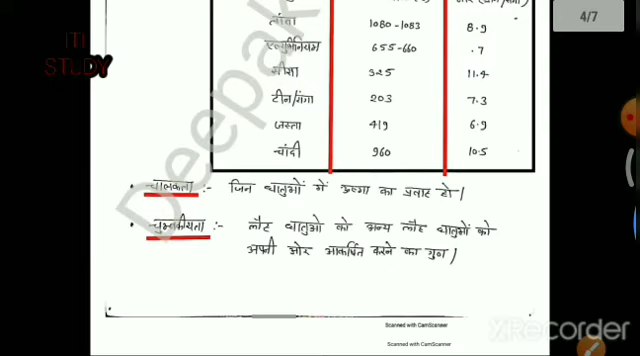 4/7
ITI
STUDY
तांबा 1080-1083 8.9
एल्युमिनियम 655-660 .7
सीसा 325 11.4
टीन/रांगा 203 7.3
जस्ता 419 6.9
चांदी 960 10.5
• चालकता :- जिन धातुओं में ऊष्मा का प्रवाह हो।
• चुम्बकीयता :- लौह धातुओ को अन्य लौह धातुओं को
अपनी ओर आकर्षित करने का गुण।
Deepak
Scanned with CamScanner
Scanned with CamScanner
XRecorder